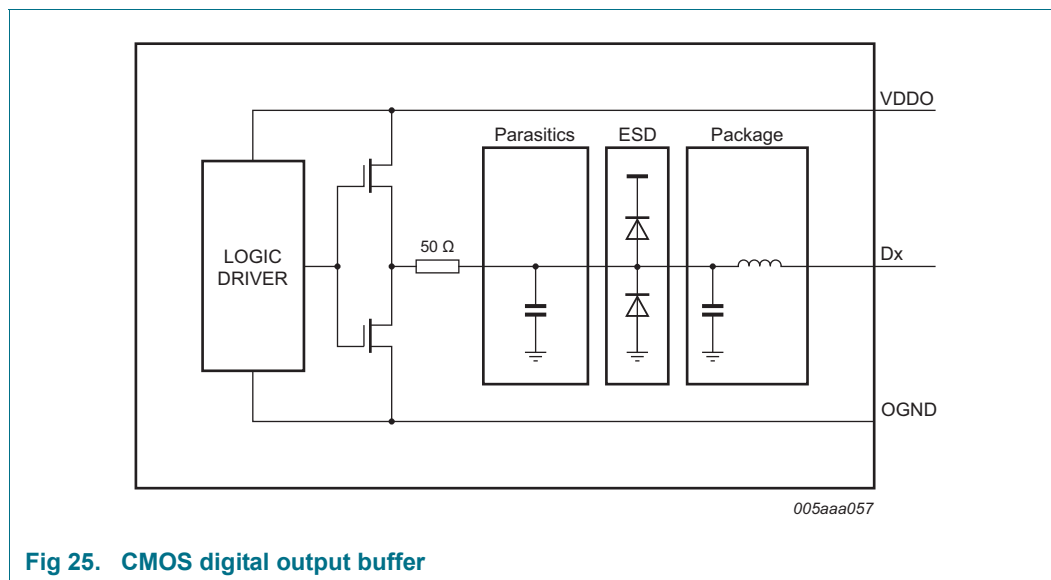 VDDO
Parasitics ESD Package
LOGIC
DRIVER
50 Ω
Dx
OGND
005aaa057
Fig 25. CMOS digital output buffer